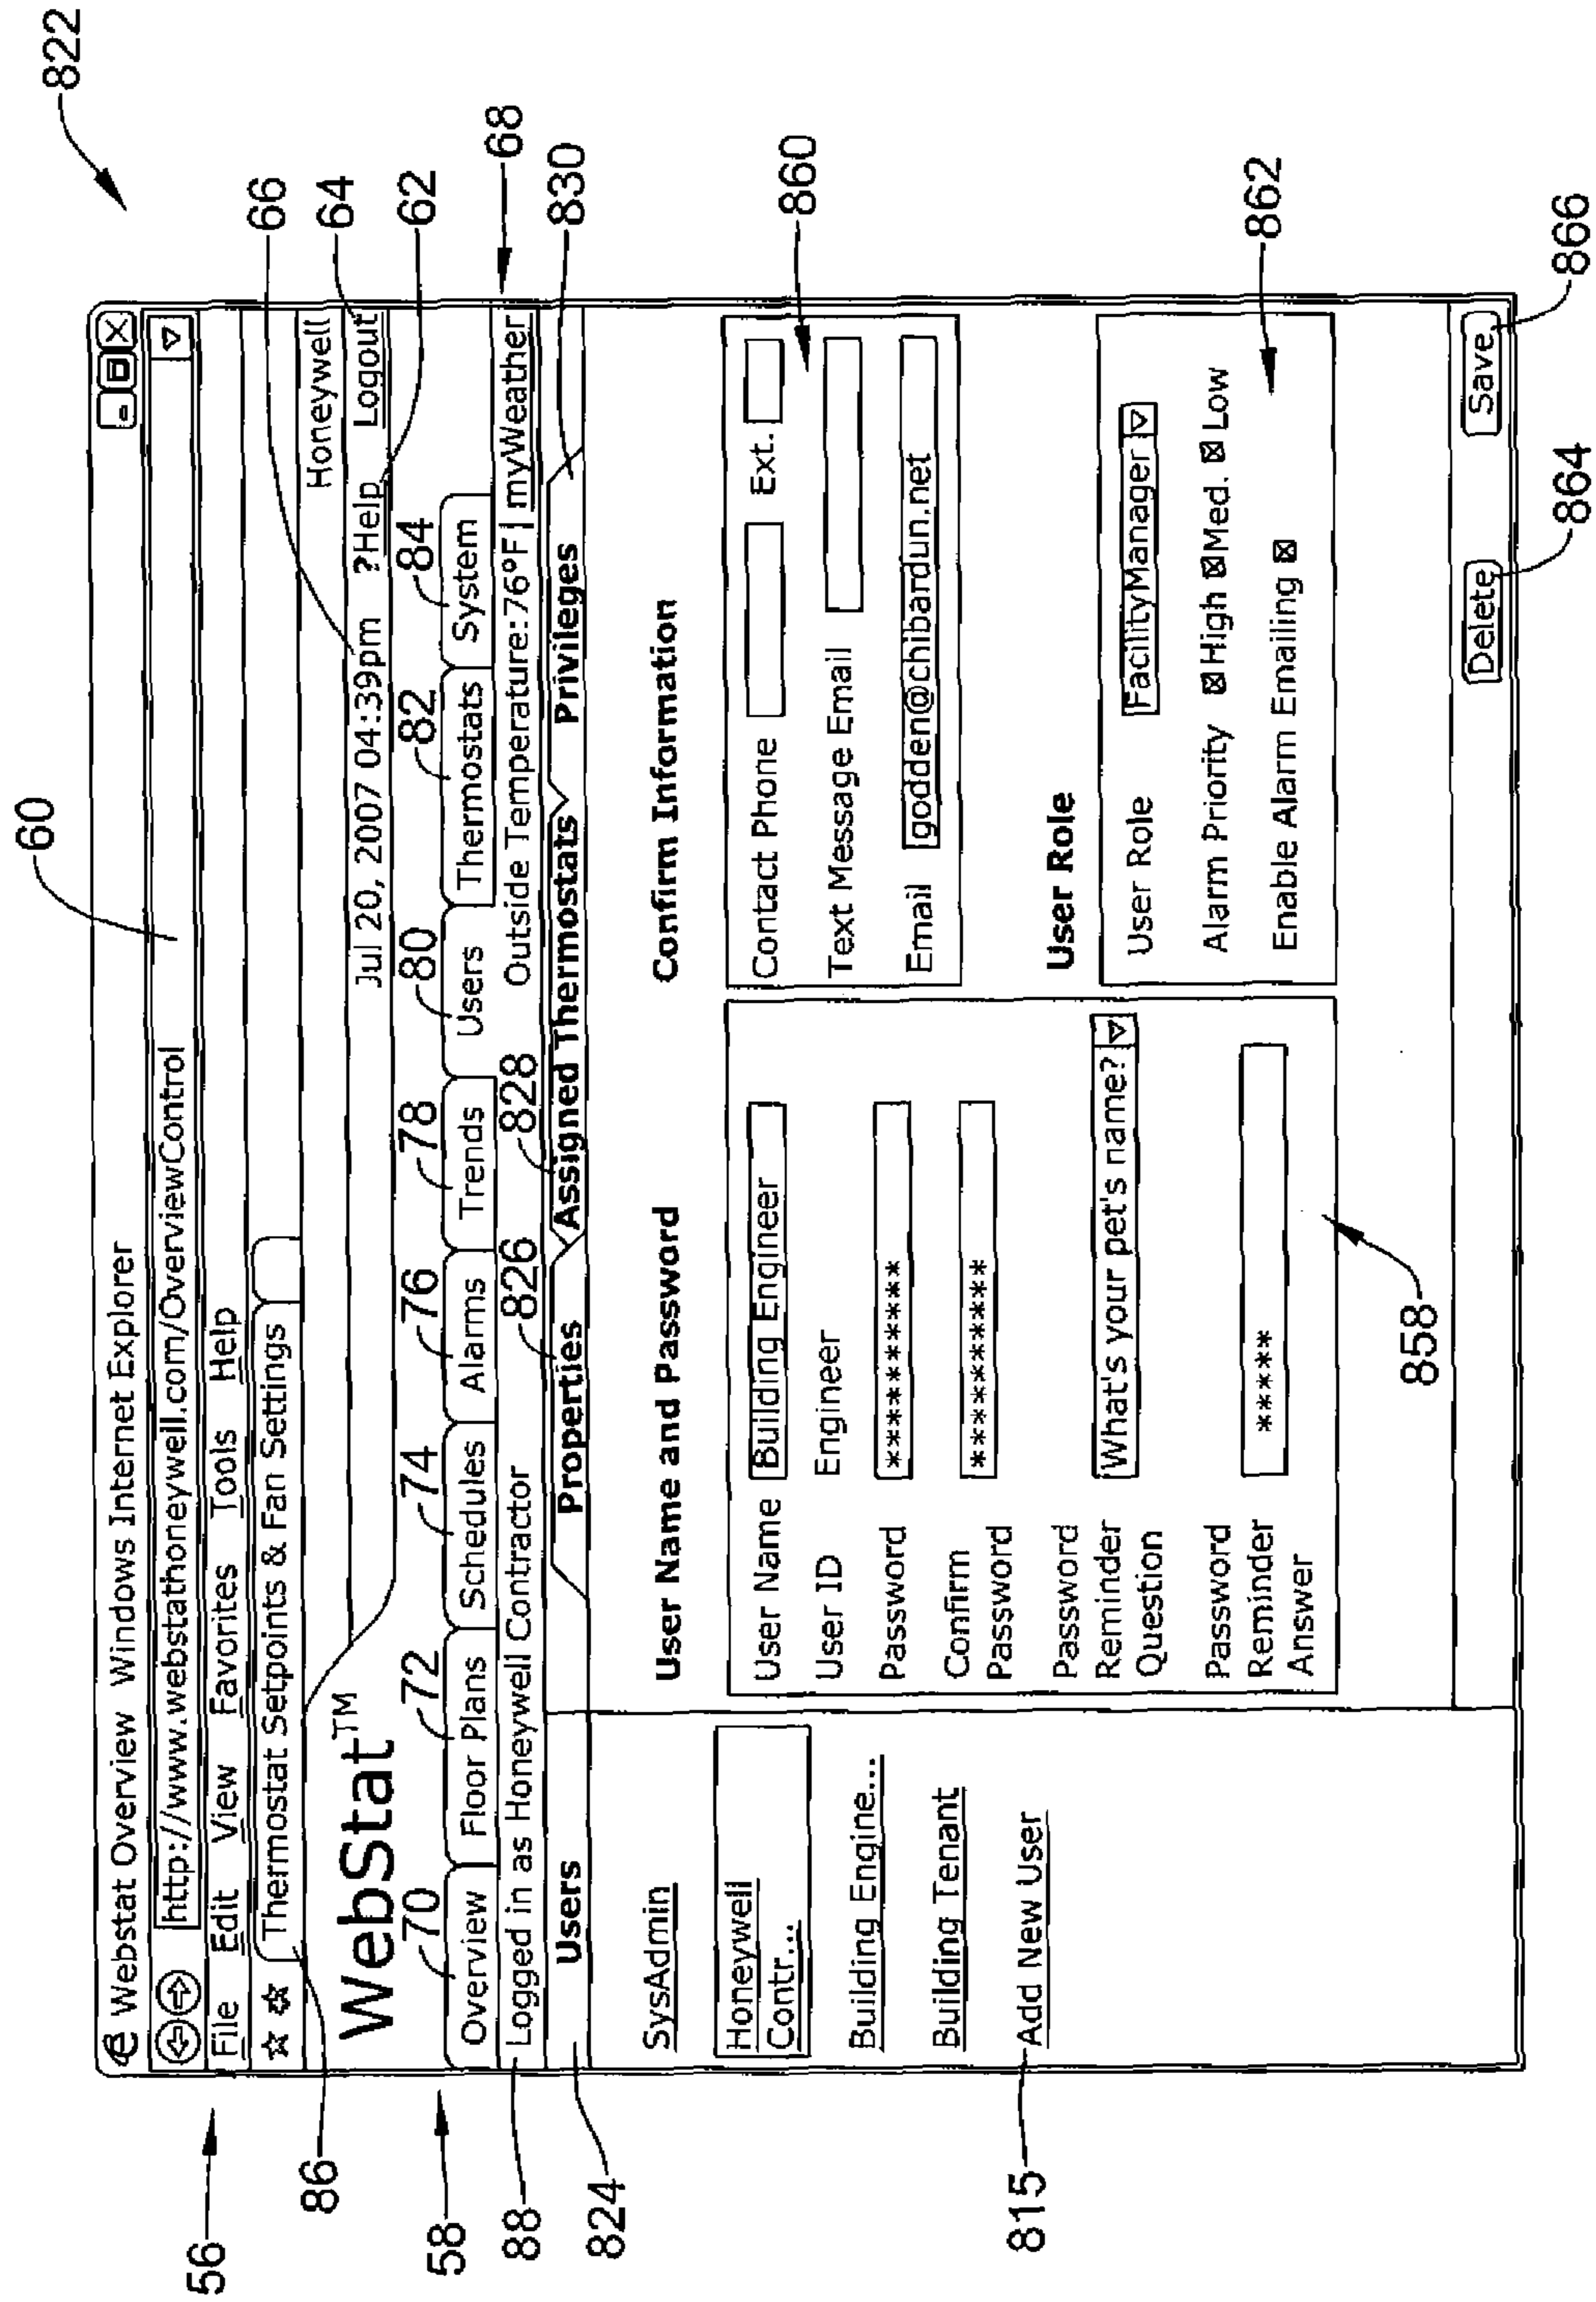 822
60
Webstat Overview Windows Internet Explorer
http://www.webstathoneywell.com/OverviewControl
56
File Edit View Favorites Tools Help
Thermostat Setpoints & Fan Settings
66
86
Honeywell
64
WebStat™
Jul 20, 2007 04:39pm ?Help Logout
62
58
70 72 74 76 78 80 82 84
Overview Floor Plans Schedules Alarms Trends Users Thermostats System
68
88
Logged in as Honeywell Contractor
Outside Temperature:76°F| myWeather
826 828 830
824
Users Properties Assigned Thermostats Privileges
SysAdmin
Honeywell
Contr...
Building Engine...
Building Tenant
815
Add New User
User Name and Password
User Name Building Engineer
User ID Engineer
Password ***********
Confirm
Password ***********
Password
Reminder
Question
What's your pet's name?
Password
Reminder
Answer
******
858
Confirm Information
Contact Phone Ext.
Text Message Email
Email godden@chibardun.net
860
User Role
User Role FacilityManager
Alarm Priority ☒High ☒Med. ☒ Low
Enable Alarm Emailing ☒
862
Delete Save
864 866